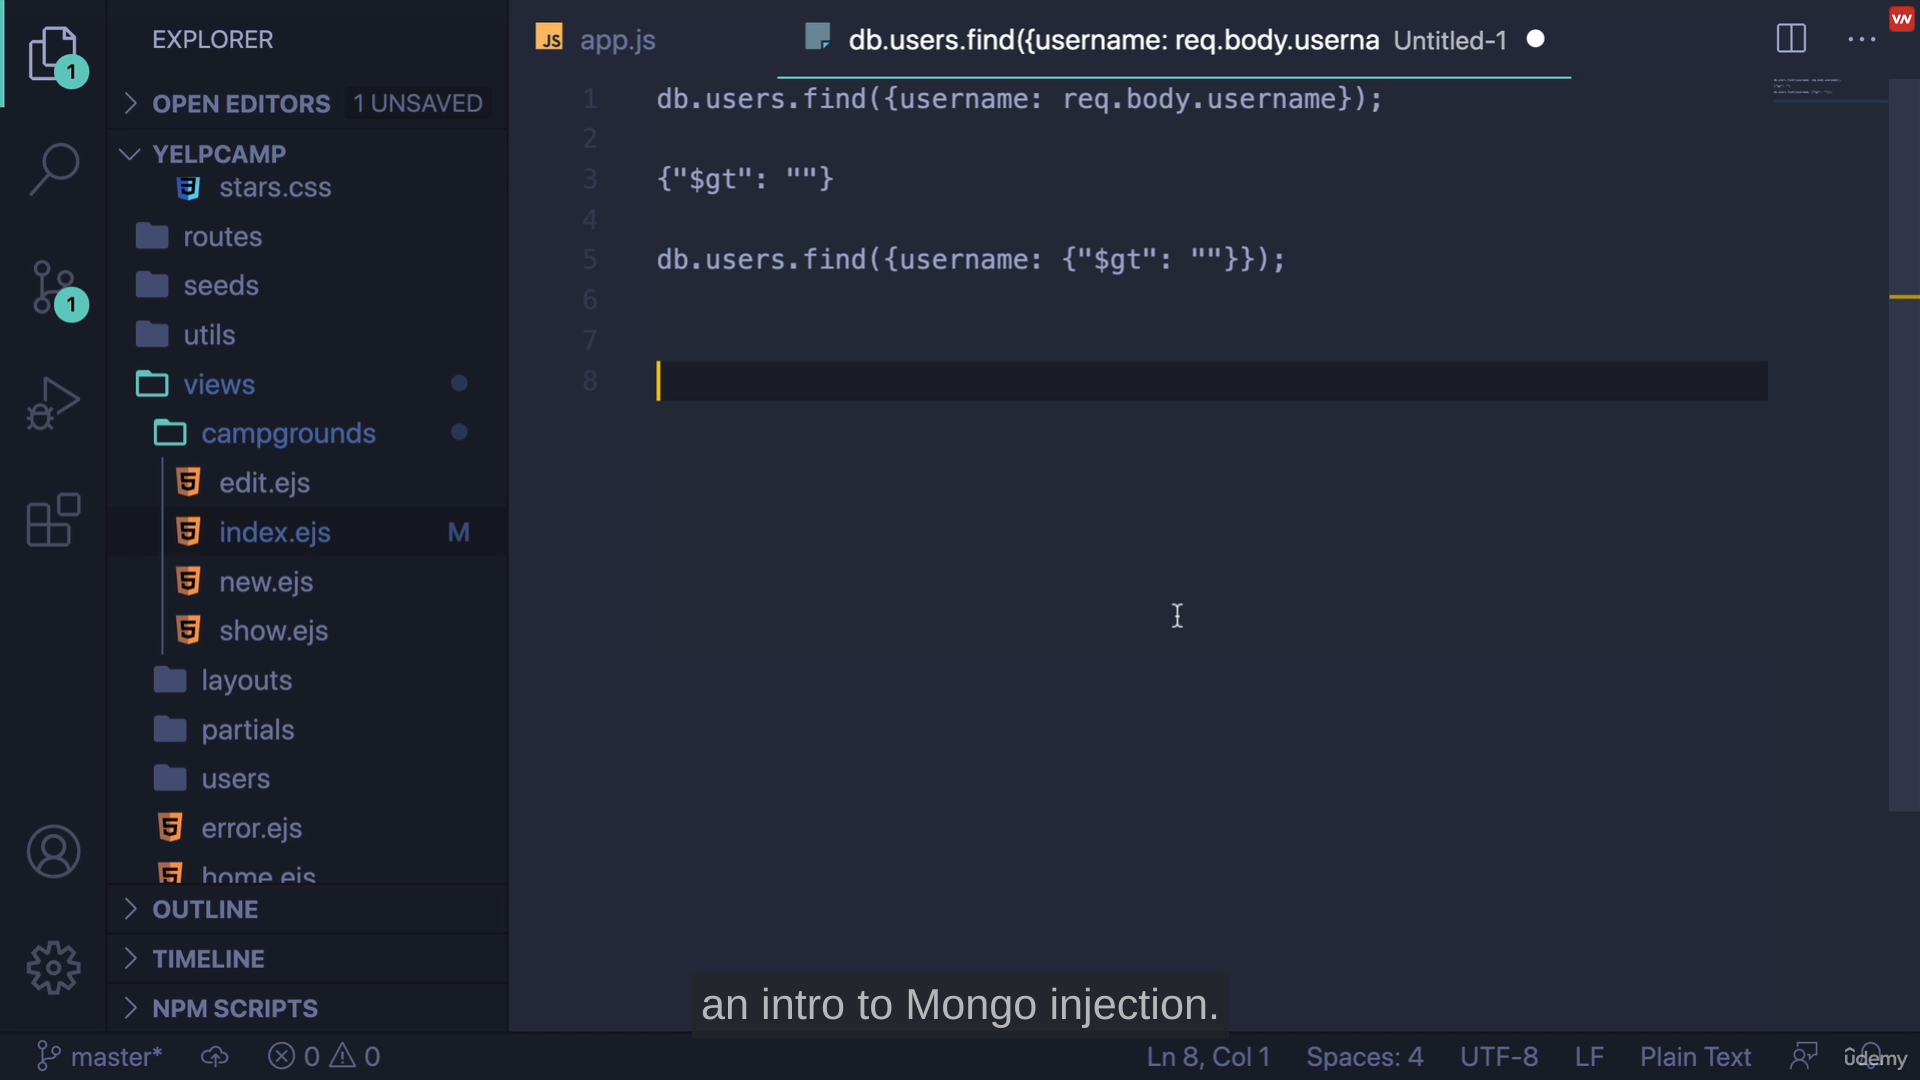 EXPLORER
OPEN EDITORS 1 UNSAVED
YELPCAMP
stars.css
routes
seeds
utils
views
campgrounds
edit.ejs
index.ejs M
new.ejs
show.ejs
layouts
partials
users
error.ejs
home.ejs
OUTLINE
TIMELINE
NPM SCRIPTS
1
1
JS app.js
db.users.find({username: req.body.userna Untitled-1
1 db.users.find({username: req.body.username});
2
3 {"$gt": ""}
4
5 db.users.find({username: {"$gt": ""}});
6
7
8
an intro to Mongo injection.
master* 0 0
Ln 8, Col 1 Spaces: 4 UTF-8 LF Plain Text
udemy